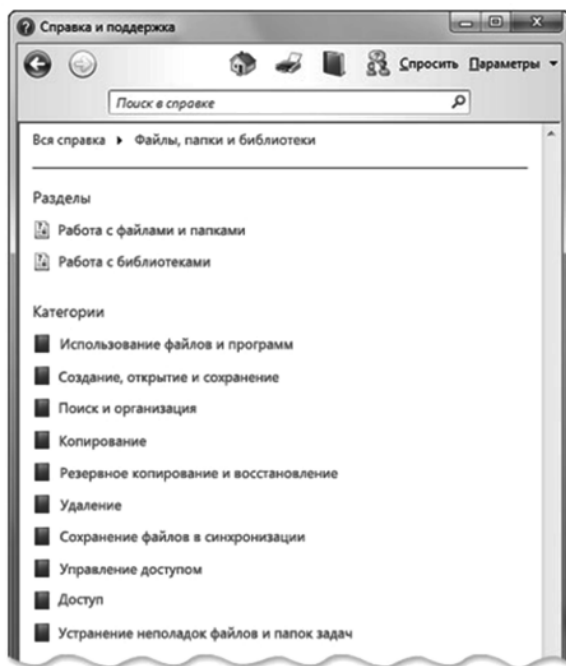 Справка и поддержка
Спросить Параметры
Поиск в справке
Вся справка ▸ Файлы, папки и библиотеки
Разделы
Работа с файлами и папками
Работа с библиотеками
Категории
Использование файлов и программ
Создание, открытие и сохранение
Поиск и организация
Копирование
Резервное копирование и восстановление
Удаление
Сохранение файлов в синхронизации
Управление доступом
Доступ
Устранение неполадок файлов и папок задач